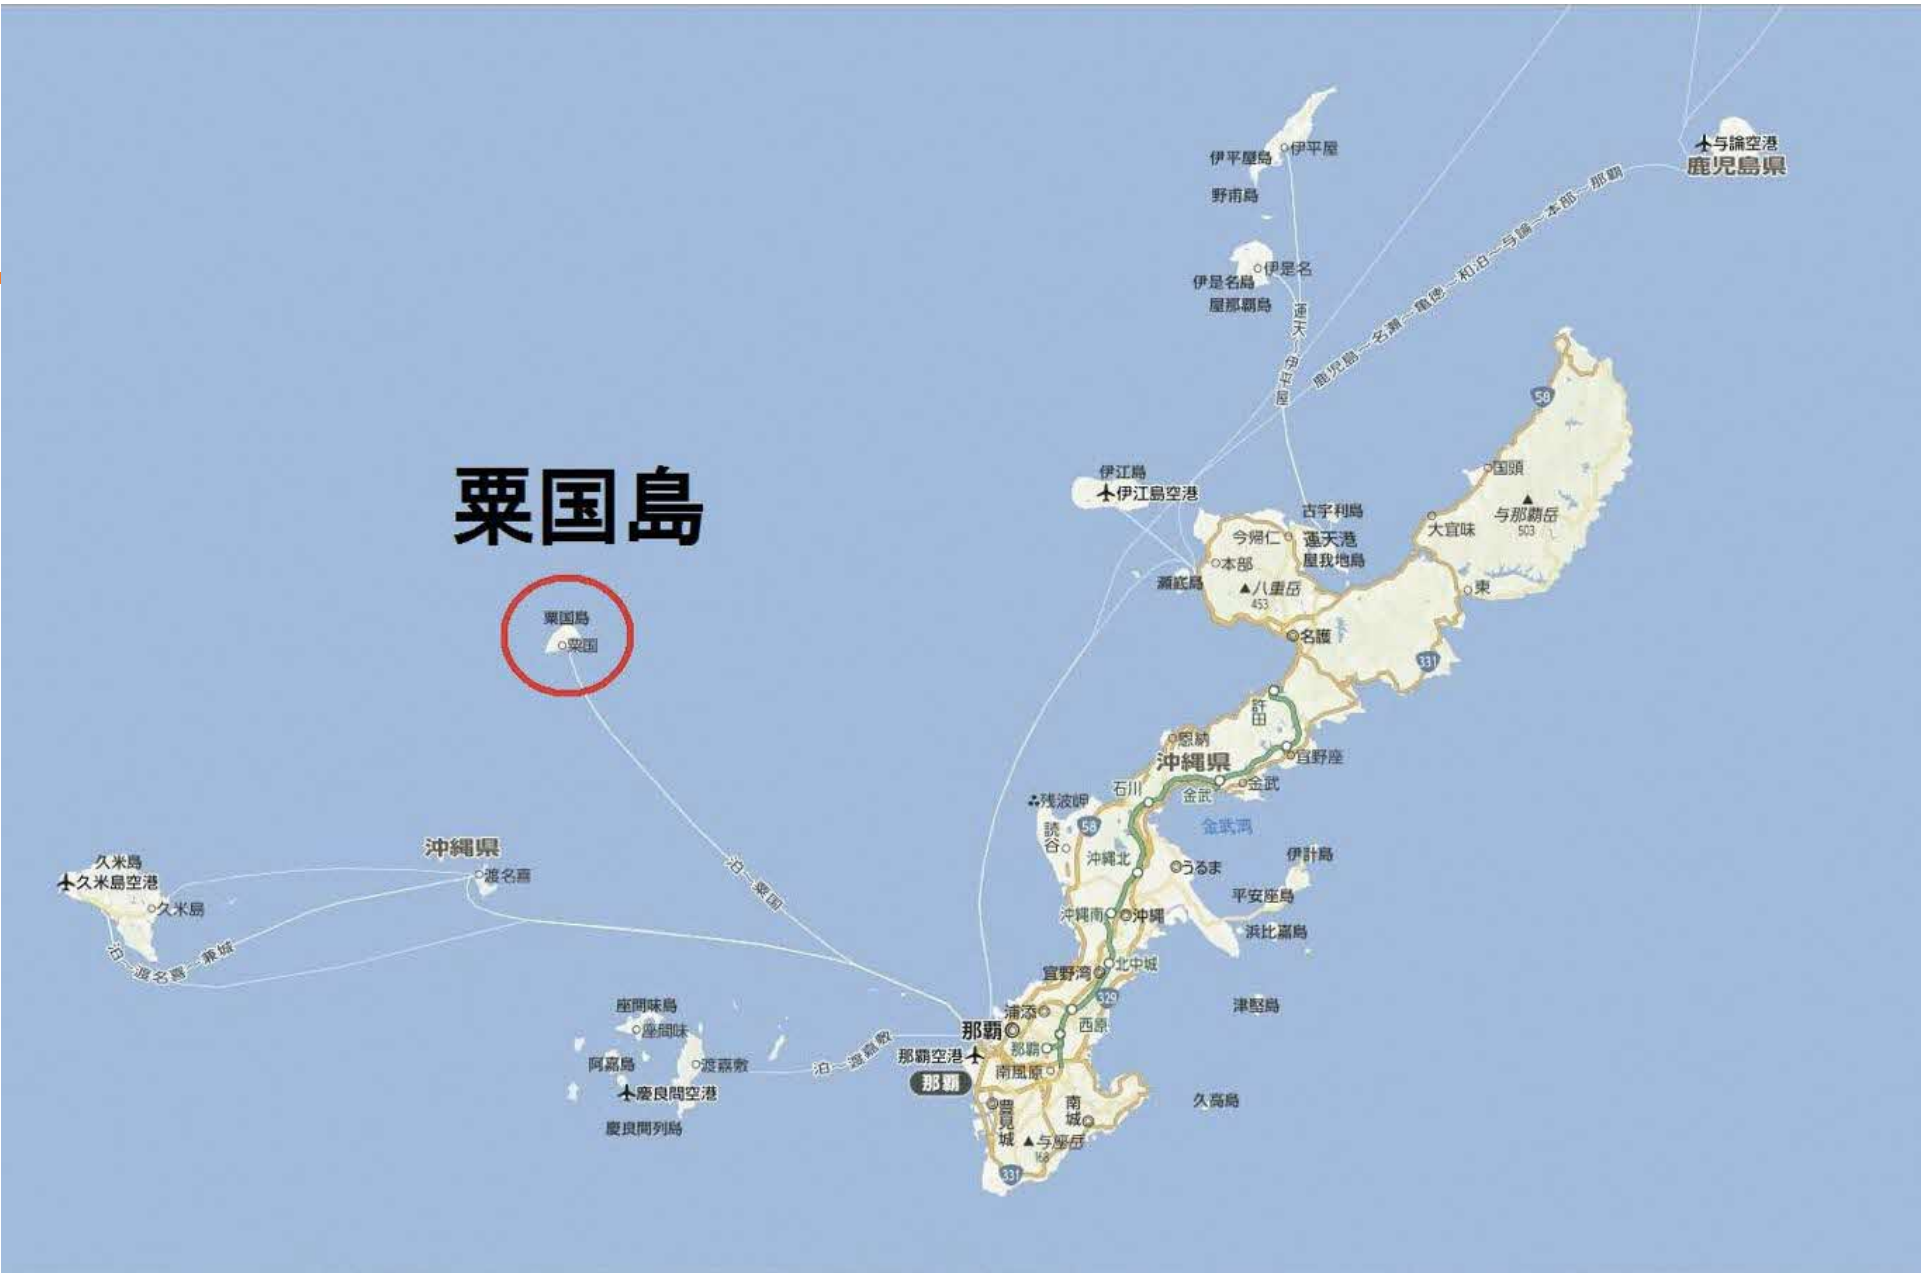 与論空港
鹿児島県
伊平屋島
伊平屋
野甫島
鹿児島〜名瀬〜亀徳〜和泊〜与論〜本部〜那覇
伊是名
伊是名島
屋那覇島
運天〜伊平屋
58
粟国島
伊江島
伊江島空港
国頭
与那覇岳
503
大宜味
古宇利島
今帰仁
運天港
屋我地島
本部
瀬底島
八重岳
453
東
粟国島
粟国
名護
331
許田
恩納
沖縄県
宜野座
金武
金武
石川
残波岬
読谷
58
金武湾
沖縄北
うるま
伊計島
平安座島
沖縄南
沖縄
浜比嘉島
沖縄県
渡名喜
久米島
久米島空港
久米島
泊〜渡名喜〜兼城
泊〜粟国
宜野湾
北中城
329
津堅島
座間味島
座間味
浦添
西原
那覇
那覇
那覇空港
那覇
南風原
泊〜渡嘉敷
阿嘉島
渡嘉敷
慶良間空港
慶良間列島
久高島
豊見城
南城
与座岳
168
331